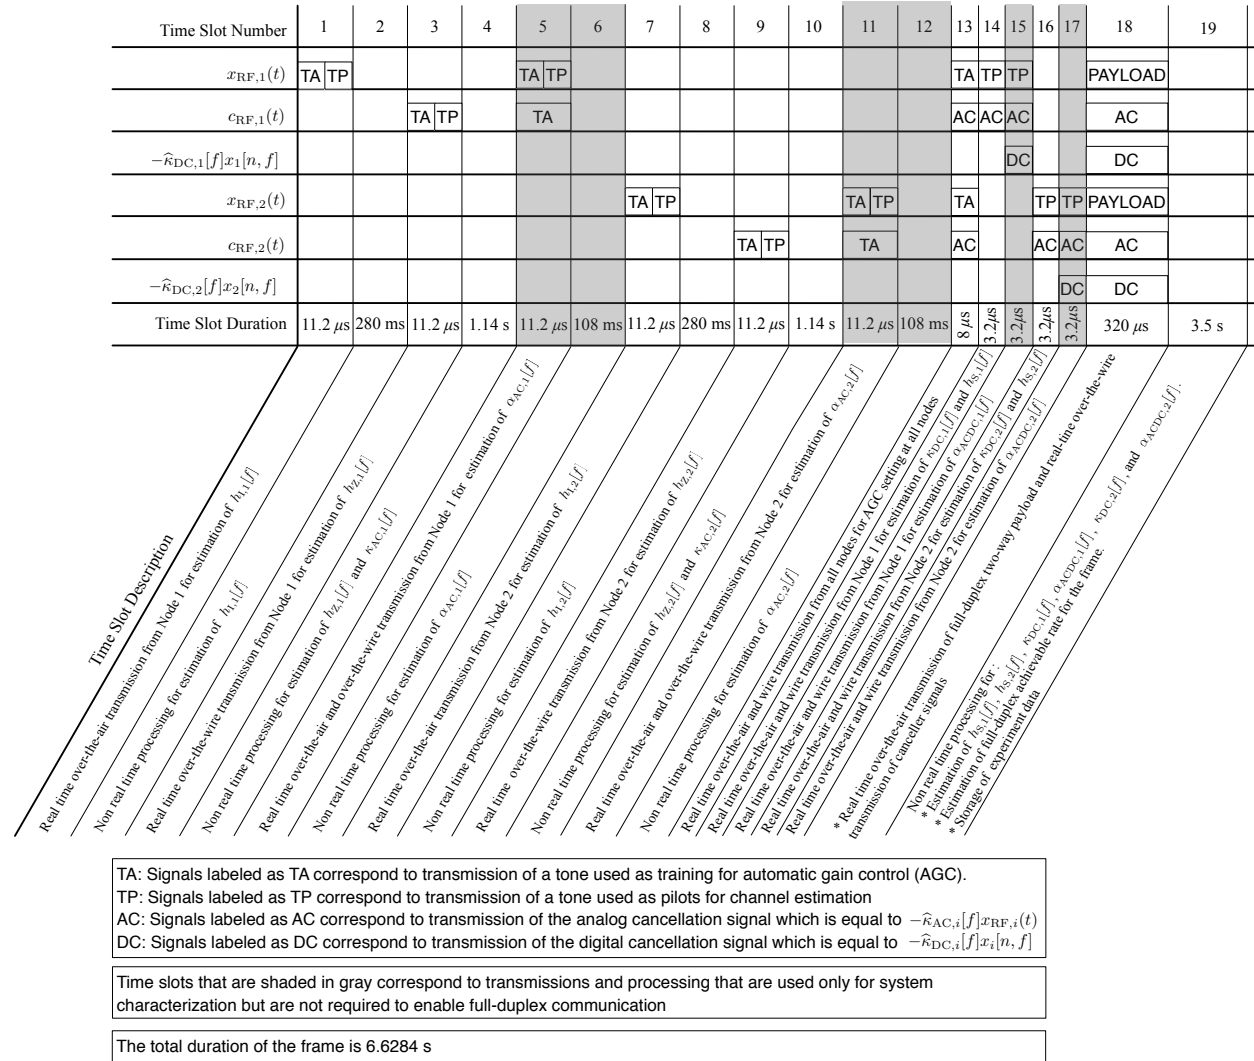 Time Slot Number 1 2 3 4 5 6 7 8 9 10 11 12 13 14 15 16 17 18 19
x_RF,1(t) TA TP TA TP TA TP TP PAYLOAD
c_RF,1(t) TA TP TA AC AC AC AC
−κ̂_DC,1[f]x_1[n, f] DC DC
x_RF,2(t) TA TP TA TP TA TP TP PAYLOAD
c_RF,2(t) TA TP TA AC AC AC AC
−κ̂_DC,2[f]x_2[n, f] DC DC
Time Slot Duration 11.2 μs 280 ms 11.2 μs 1.14 s 11.2 μs 108 ms 11.2 μs 280 ms 11.2 μs 1.14 s 11.2 μs 108 ms 8 μs 3.2μs 3.2μs 3.2μs 3.2μs 320 μs 3.5 s
Time Slot Description
Real time over-the-air transmission from Node 1 for estimation of h_I,1[f]
Non real time processing for estimation of h_I,1[f]
Real time over-the-wire transmission from Node 1 for estimation of h_Z,1[f]
Non real time processing for estimation of h_Z,1[f] and κ_AC,1[f]
Real time over-the-air and over-the-wire transmission from Node 1 for estimation of α_AC,1[f]
Non real time processing for estimation of α_AC,1[f]
Real time over-the-air transmission from Node 2 for estimation of h_I,2[f]
Non real time processing for estimation of h_I,2[f]
Real time over-the-wire transmission from Node 2 for estimation of h_Z,2[f]
Non real time processing for estimation of h_Z,2[f] and κ_AC,2[f]
Real time over-the-air and over-the-wire transmission from Node 2 for estimation of α_AC,2[f]
Non real time processing for estimation of α_AC,2[f]
Real time over-the-air and wire transmission from all nodes for AGC setting at all nodes
Real time over-the-air and wire transmission from Node 1 for estimation of κ_DC,1[f] and h_S,1[f]
Real time over-the-air and wire transmission from Node 1 for estimation of α_ACDC,1[f]
Real time over-the-air and wire transmission from Node 2 for estimation of κ_DC,2[f] and h_S,2[f]
Real time over-the-air and wire transmission from Node 2 for estimation of α_ACDC,2[f]
* Real time over-the-air transmission of full-duplex two-way payload and real-time over-the-wire
transmission of canceller signals
Non real time processing for :
* Estimation of h_S,1[f], h_S,2[f], κ_DC,1[f], α_ACDC,1[f], κ_DC,2[f], and α_ACDC,2[f].
* Estimation of full-duplex achievable rate for the frame.
* Storage of experiment data
TA: Signals labeled as TA correspond to transmission of a tone used as training for automatic gain control (AGC).
TP: Signals labeled as TP correspond to transmission of a tone used as pilots for channel estimation
AC: Signals labeled as AC correspond to transmission of the analog cancellation signal which is equal to −κ̂_AC,i[f]x_RF,i(t)
DC: Signals labeled as DC correspond to transmission of the digital cancellation signal which is equal to −κ̂_DC,i[f]x_i[n, f]
Time slots that are shaded in gray correspond to transmissions and processing that are used only for system
characterization but are not required to enable full-duplex communication
The total duration of the frame is 6.6284 s